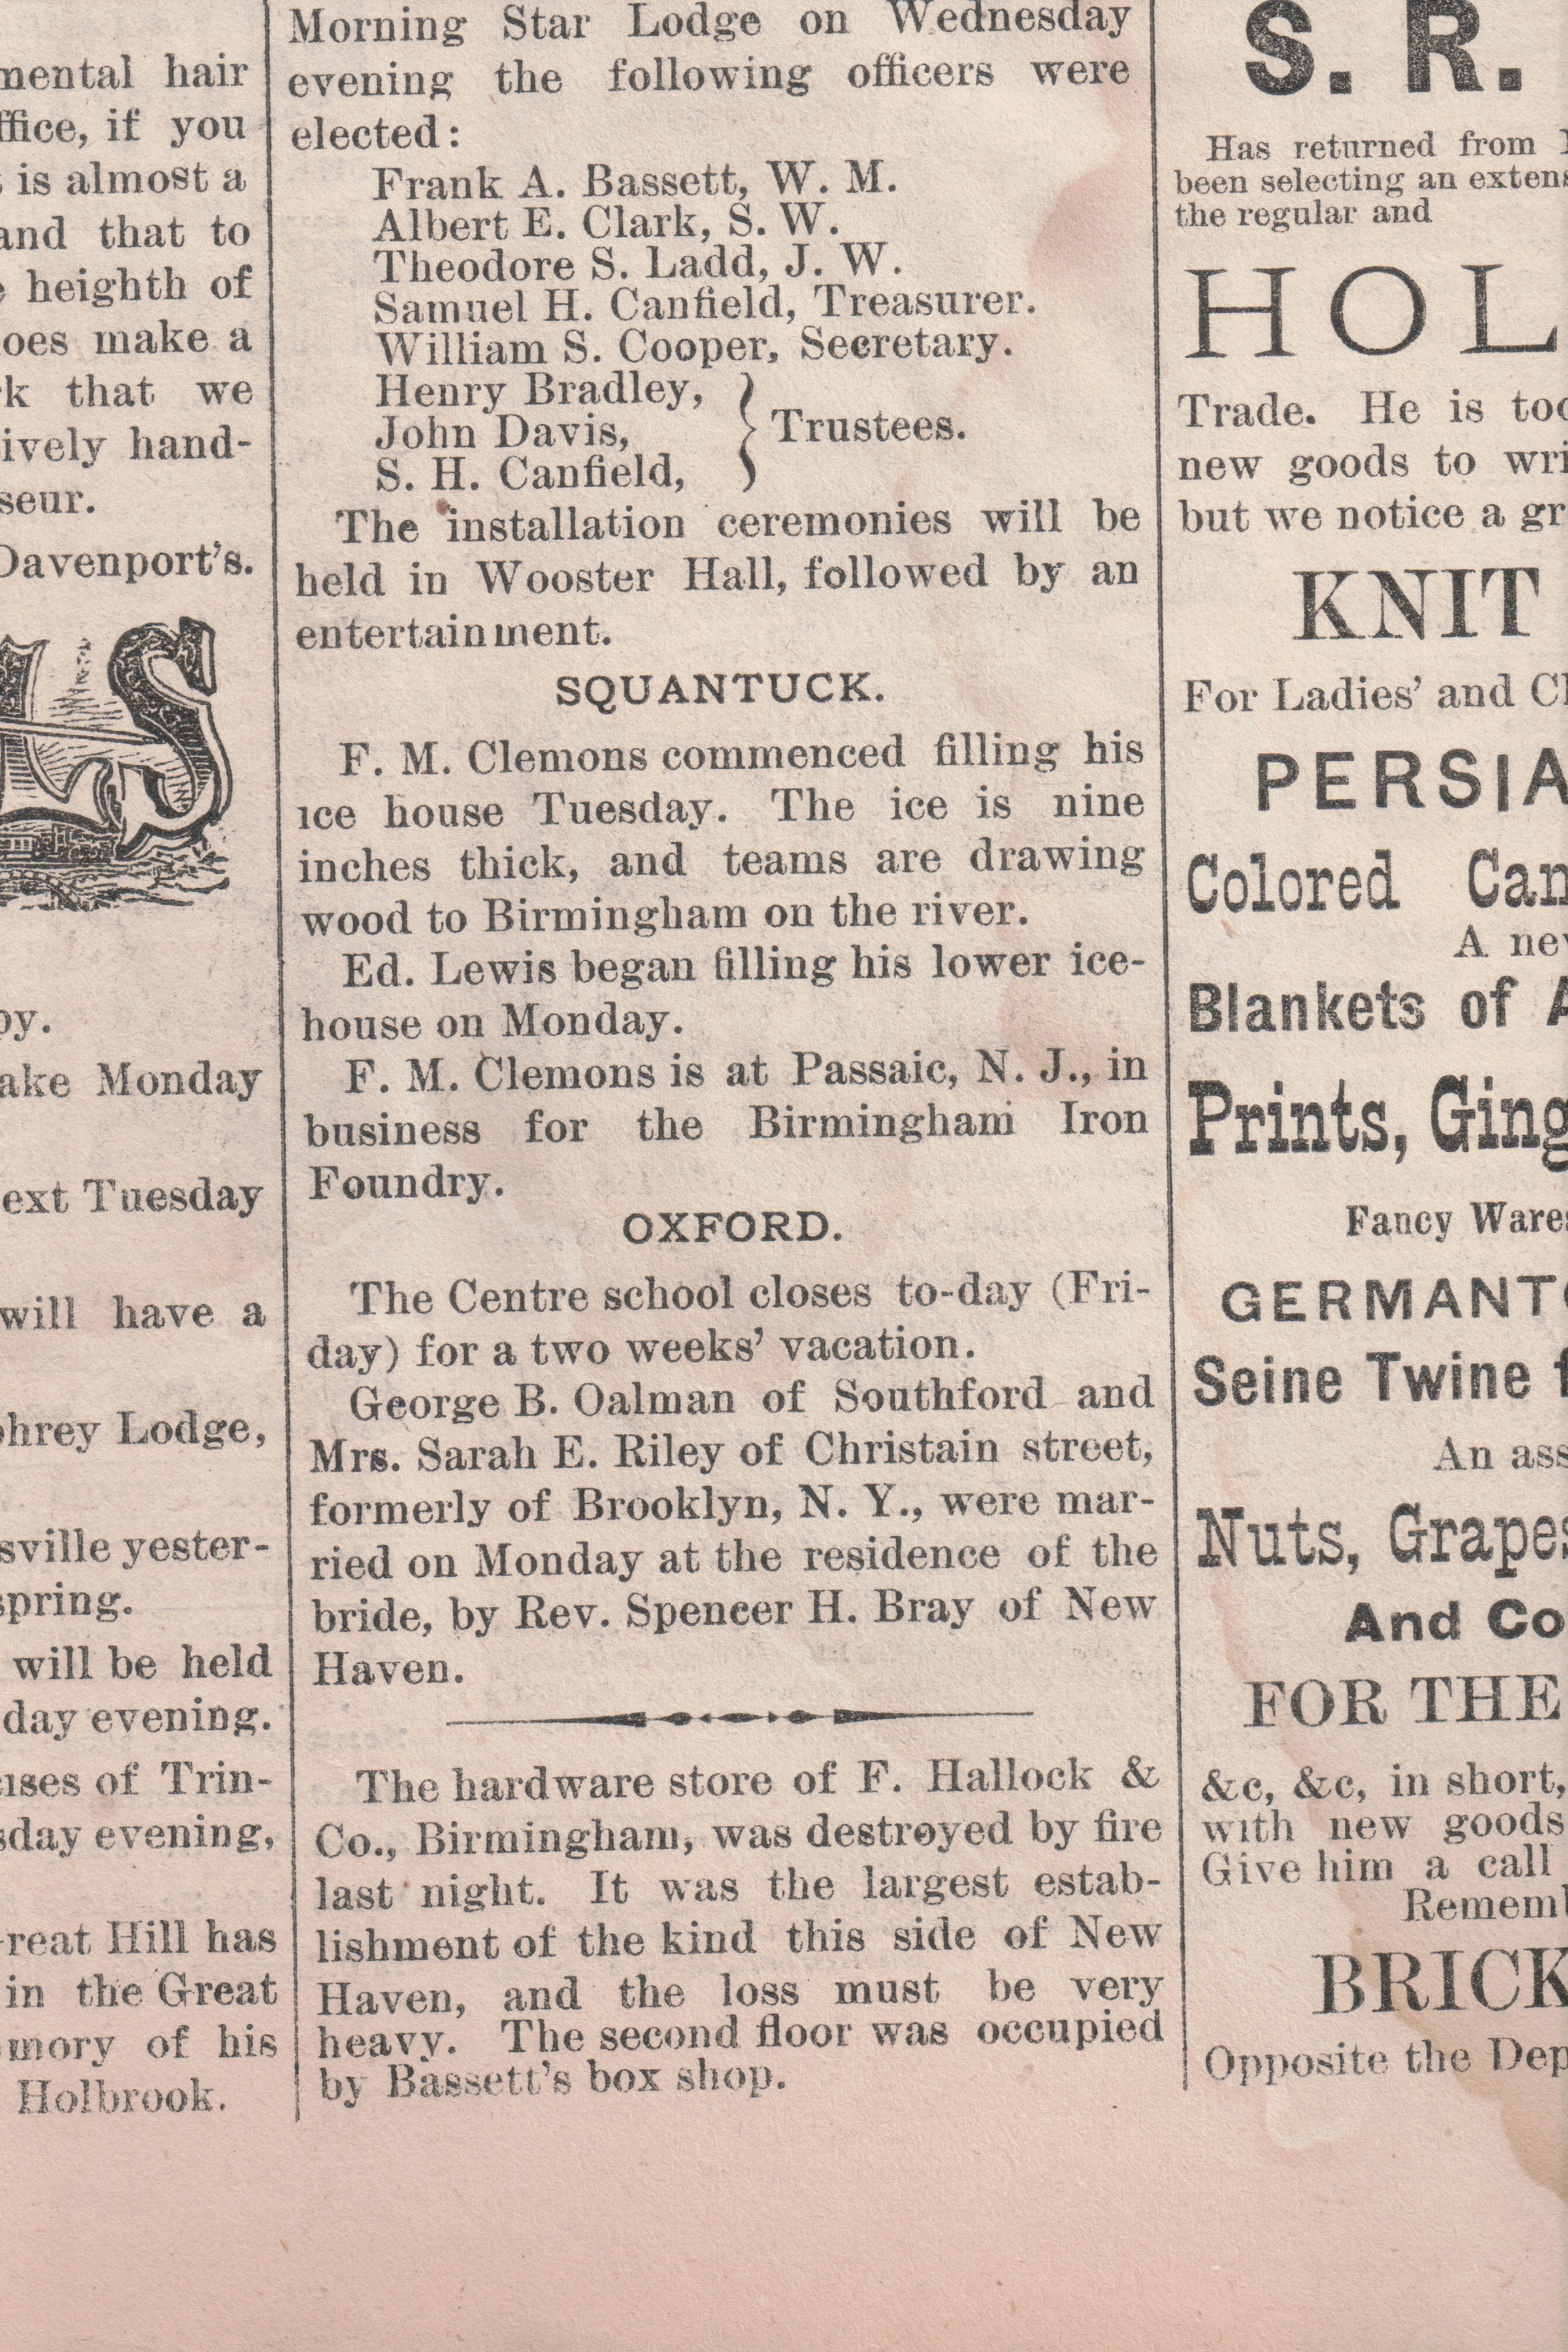 mental hair
ffice, if you
is almost a
and that to
heighth of
oes make a
k that we
ively hand-
seur.
Davenport's.
LS
py.
ake Monday
ext Tuesday
will have a
phrey Lodge,
sville yester-
spring.
will be held
day evening.
ises of Trin-
sday evening,
reat Hill has
in the Great
mory of his
Holbrook.
Morning Star Lodge on Wednesday
evening the following officers were
elected:
Frank A. Bassett, W. M.
Albert E. Clark, S. W.
Theodore S. Ladd, J. W.
Samuel H. Canfield, Treasurer.
William S. Cooper, Secretary.
Henry Bradley,
John Davis, } Trustees.
S. H. Canfield,
The installation ceremonies will be
held in Wooster Hall, followed by an
entertainment.
SQUANTUCK.
F. M. Clemons commenced filling his
ice house Tuesday. The ice is nine
inches thick, and teams are drawing
wood to Birmingham on the river.
Ed. Lewis began filling his lower ice-
house on Monday.
F. M. Clemons is at Passaic, N. J., in
business for the Birmingham Iron
Foundry.
OXFORD.
The Centre school closes to-day (Fri-
day) for a two weeks' vacation.
George B. Oalman of Southford and
Mrs. Sarah E. Riley of Christain street,
formerly of Brooklyn, N. Y., were mar-
ried on Monday at the residence of the
bride, by Rev. Spencer H. Bray of New
Haven.
The hardware store of F. Hallock &
Co., Birmingham, was destroyed by fire
last night. It was the largest estab-
lishment of the kind this side of New
Haven, and the loss must be very
heavy. The second floor was occupied
by Bassett's box shop.
S. R.
Has returned from
been selecting an extens
the regular and
HOL
Trade. He is too
new goods to wri
but we notice a gr
KNIT
For Ladies' and Ch
PERSIA
Colored Can
A new
Blankets of A
Prints, Ging
Fancy Wares
GERMANTO
Seine Twine f
An ass
Nuts, Grapes
And Co
FOR THE
&c, &c, in short,
with new goods
Give him a call
Rememb
BRICK
Opposite the Dep